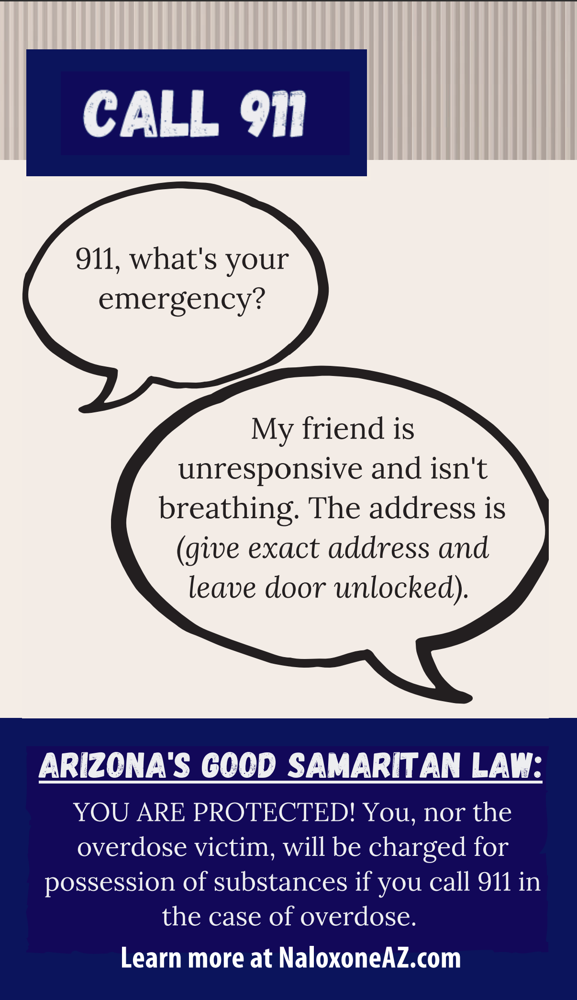 CALL 911
911, what's your
emergency?
My friend is
unresponsive and isn't
breathing. The address is
(give exact address and
leave door unlocked).
ARIZONA'S GOOD SAMARITAN LAW:
YOU ARE PROTECTED! You, nor the
overdose victim, will be charged for
possession of substances if you call 911 in
the case of overdose.
Learn more at NaloxoneAZ.com